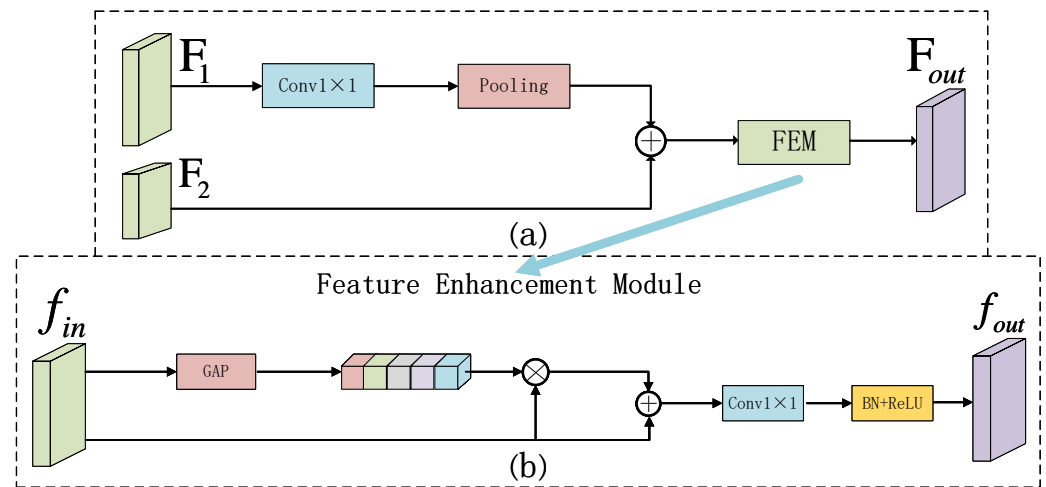 F1 Conv1×1 Pooling Fout
FEM
F2
(a)
Feature Enhancement Module
fin fout
GAP
Conv1×1 BN+ReLU
(b)